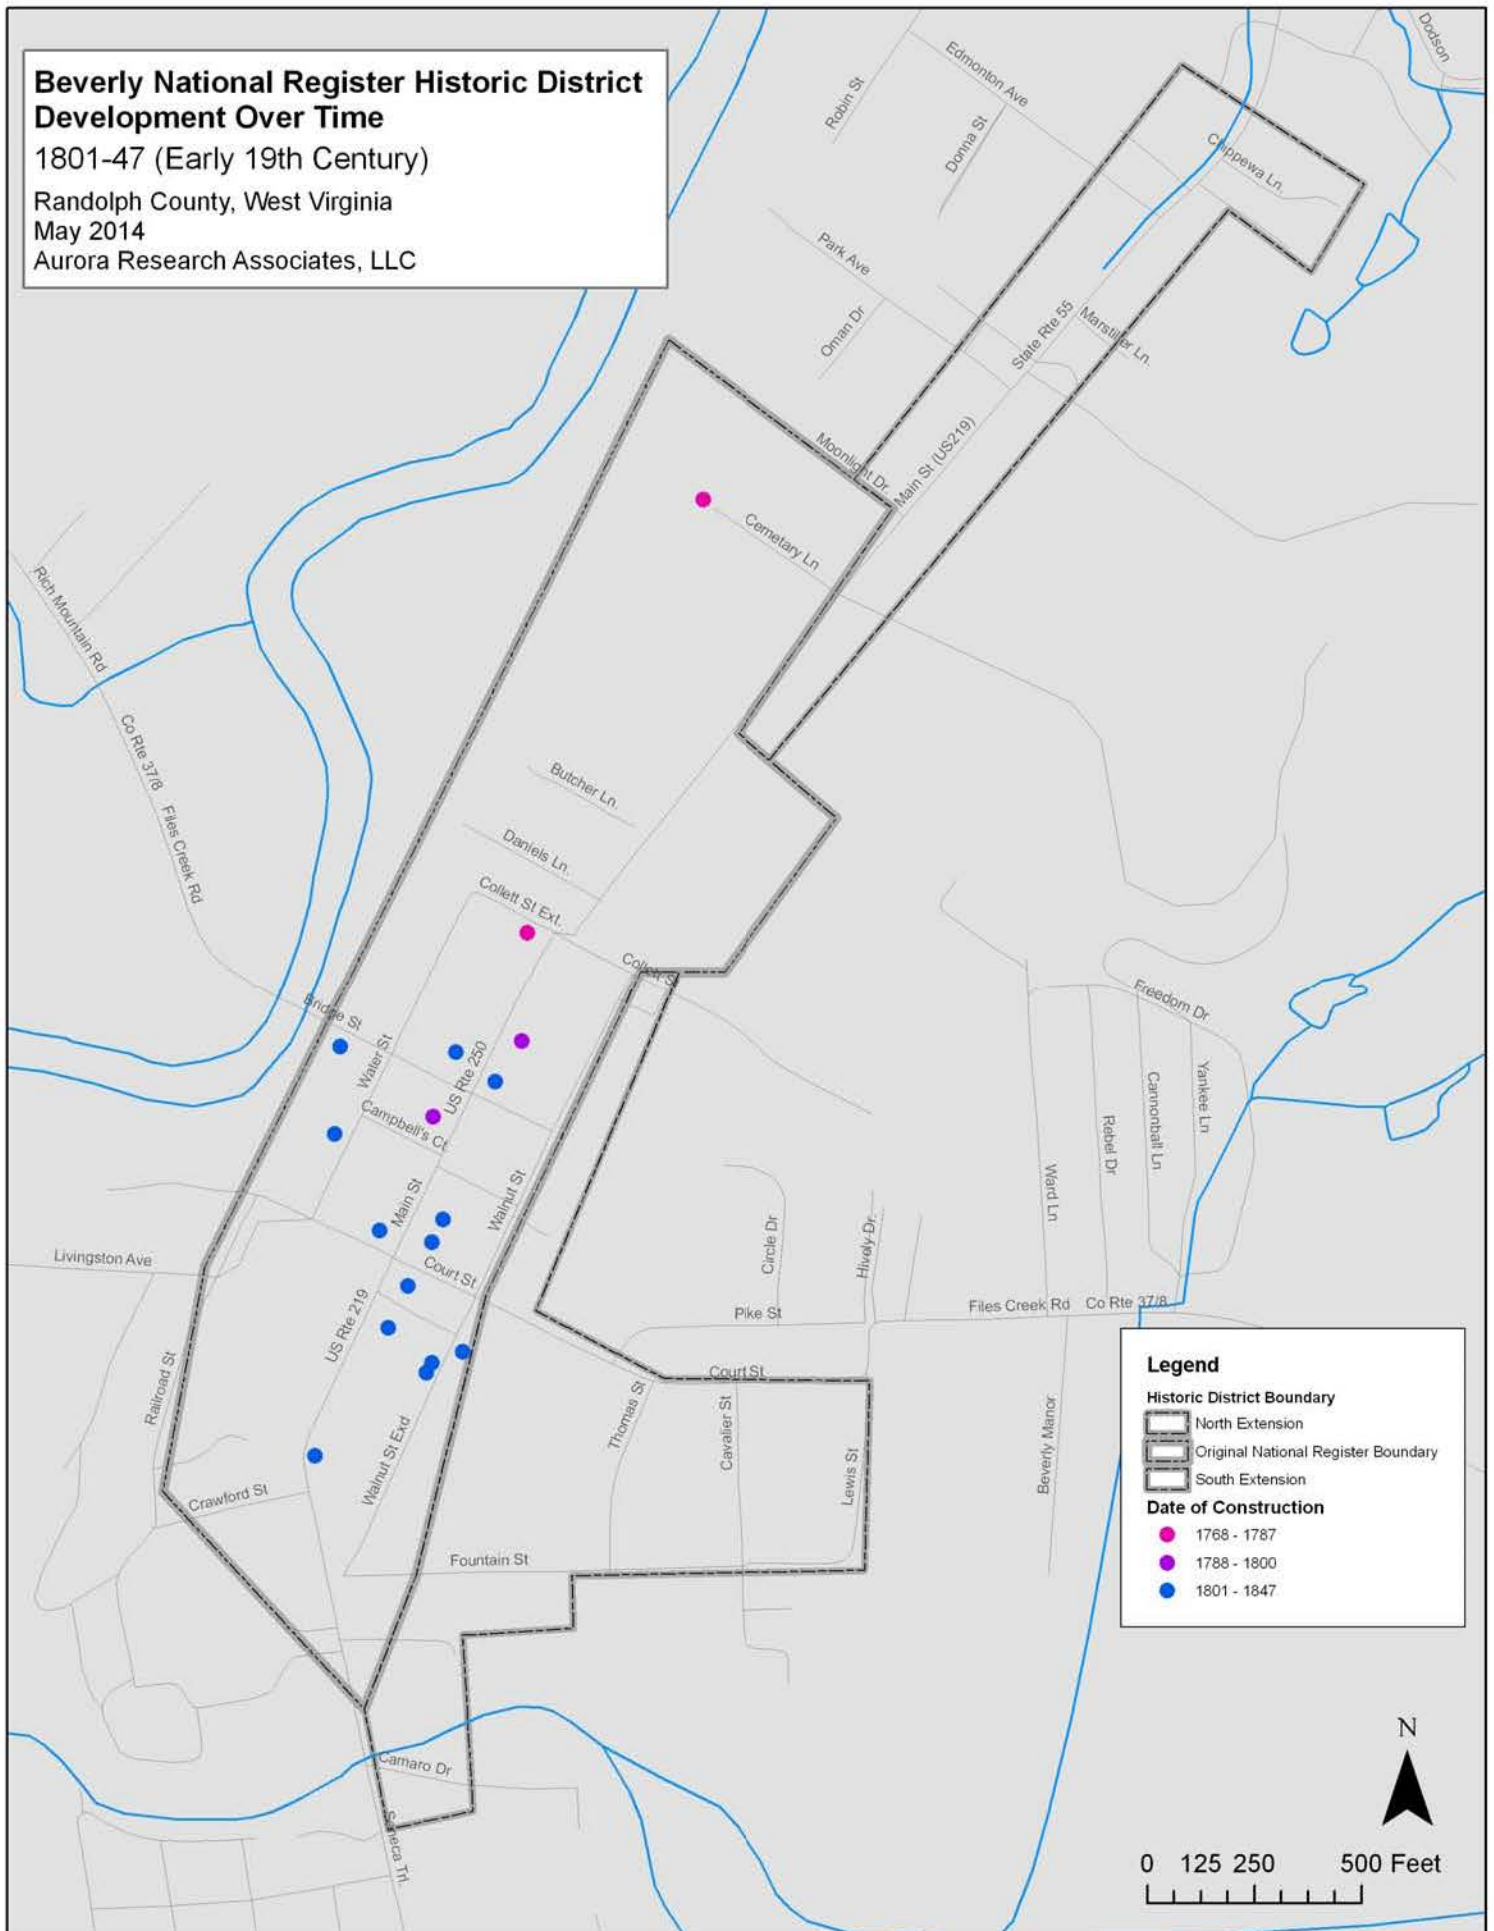 Beverly National Register Historic District
Development Over Time
1801-47 (Early 19th Century)
Randolph County, West Virginia
May 2014
Aurora Research Associates, LLC
Dodson
Edmonton Ave
Robin St
Donna St
Chippewa Ln.
Park Ave
Oman Dr
State Rte 55
Marstiller Ln.
Moonlight Dr.
Main St (US219)
Cemetary Ln
Rich Mountain Rd
Co Rte 37/8
Files Creek Rd
Butcher Ln.
Daniels Ln.
Collett St Ext.
Collett St
Bridge St
Water St
US Rte 250
Campbell's Ct
Freedom Dr
Yankee Ln
Cannonball Ln
Rebel Dr
Ward Ln
Main St
Walnut St
Livingston Ave
Court St
Circle Dr
Hively Dr.
US Rte 219
Pike St
Files Creek Rd
Co Rte 37/8
Railroad St
Court St
Thomas St
Cavalier St
Lewis St
Beverly Manor
Walnut St Exd
Crawford St
Fountain St
Camaro Dr
Seneca Trl.
Legend
Historic District Boundary
North Extension
Original National Register Boundary
South Extension
Date of Construction
1768 - 1787
1788 - 1800
1801 - 1847
N
0 125 250 500 Feet